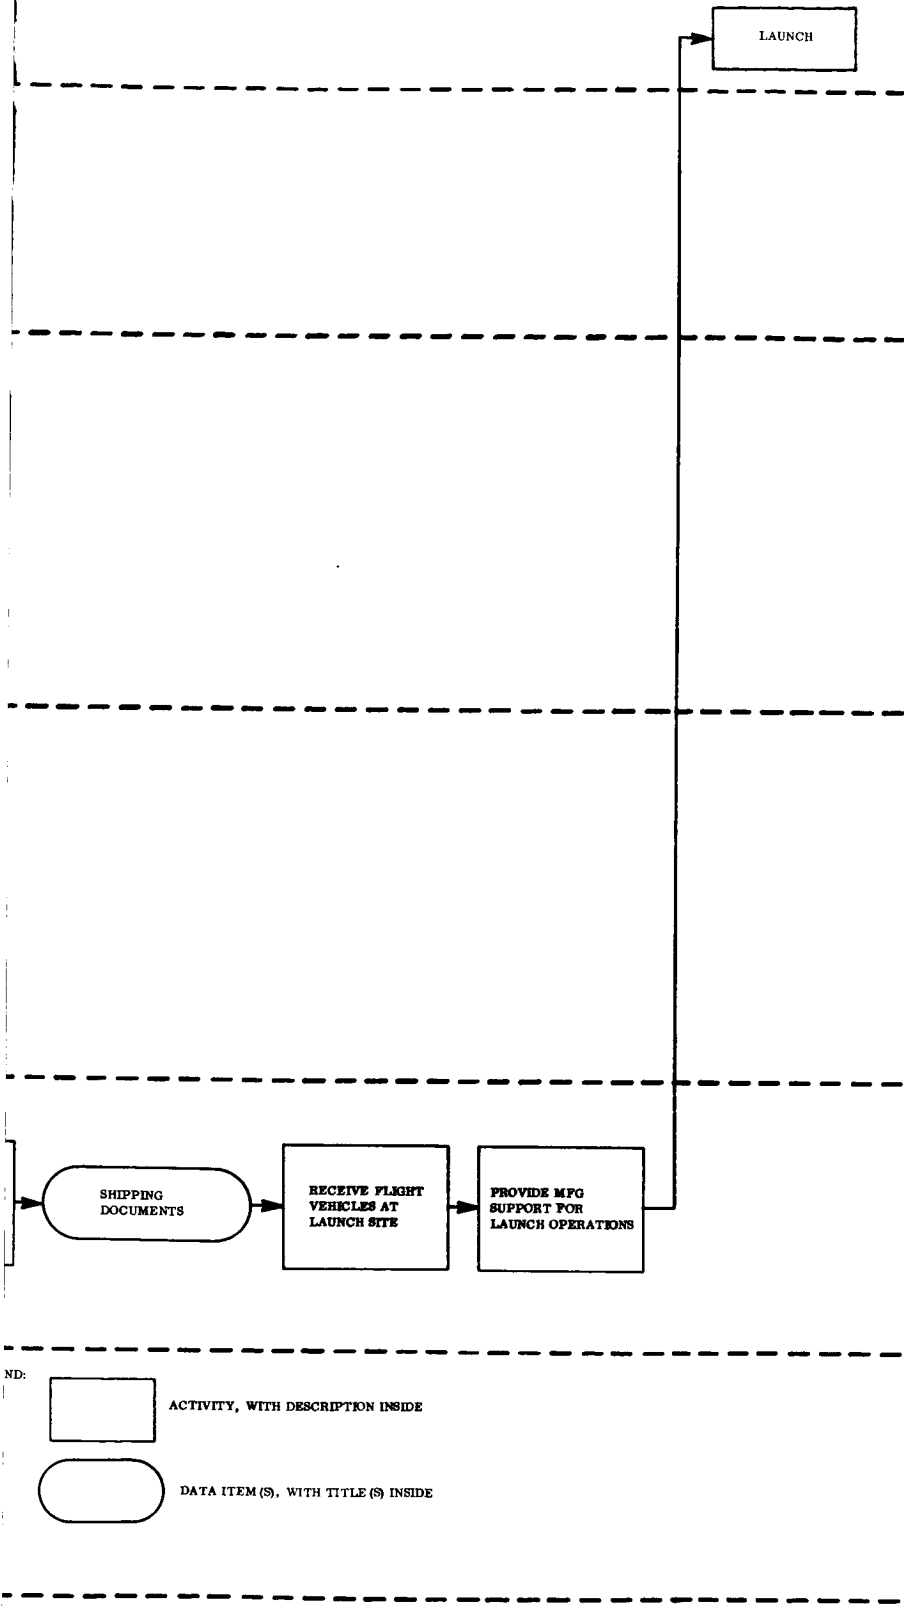 LAUNCH
SHIPPING
DOCUMENTS
RECEIVE FLIGHT
VEHICLES AT
LAUNCH SITE
PROVIDE MFG
SUPPORT FOR
LAUNCH OPERATIONS
ND:
ACTIVITY, WITH DESCRIPTION INSIDE
DATA ITEM(S), WITH TITLE(S) INSIDE